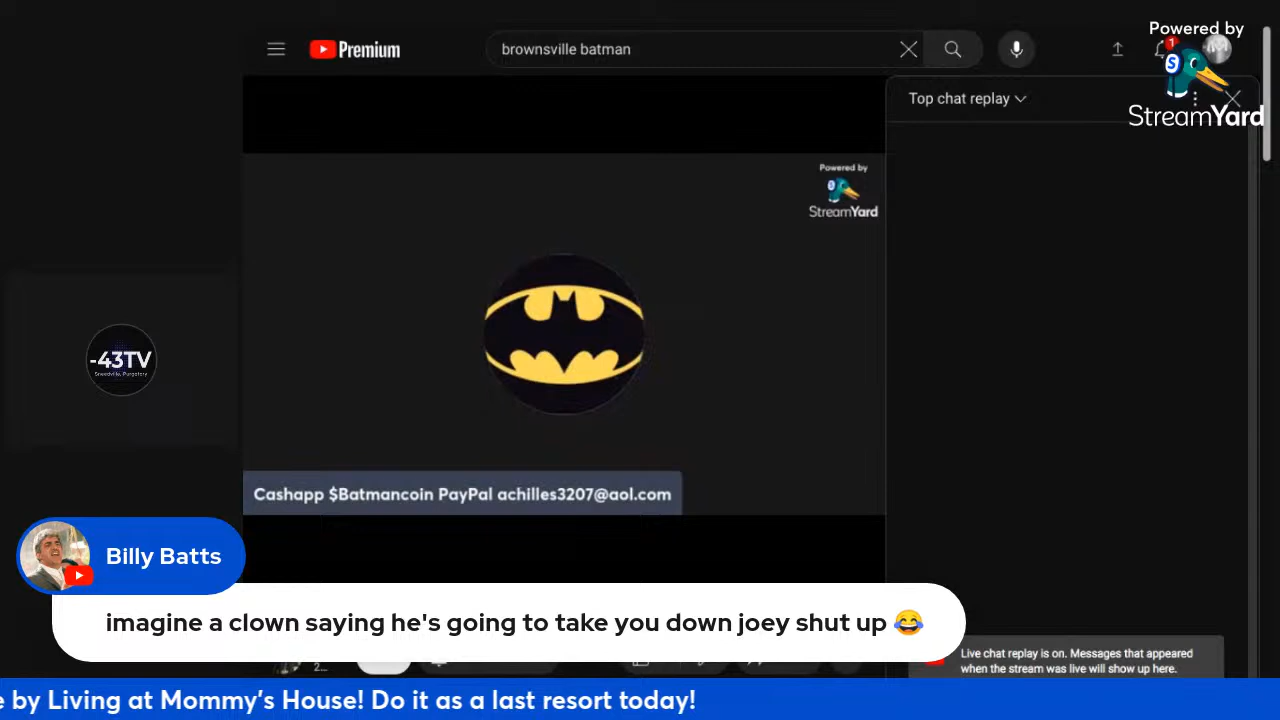 Powered by
StreamYard
Premium
brownsville batman
1
Top chat replay
Powered by
StreamYard
-43TV
Cashapp $Batmancoin PayPal achilles3207@aol.com
Billy Batts
imagine a clown saying he's going to take you down joey shut up 😂
2...
Live chat replay is on. Messages that appeared
when the stream was live will show up here.
e by Living at Mommy's House! Do it as a last resort today!